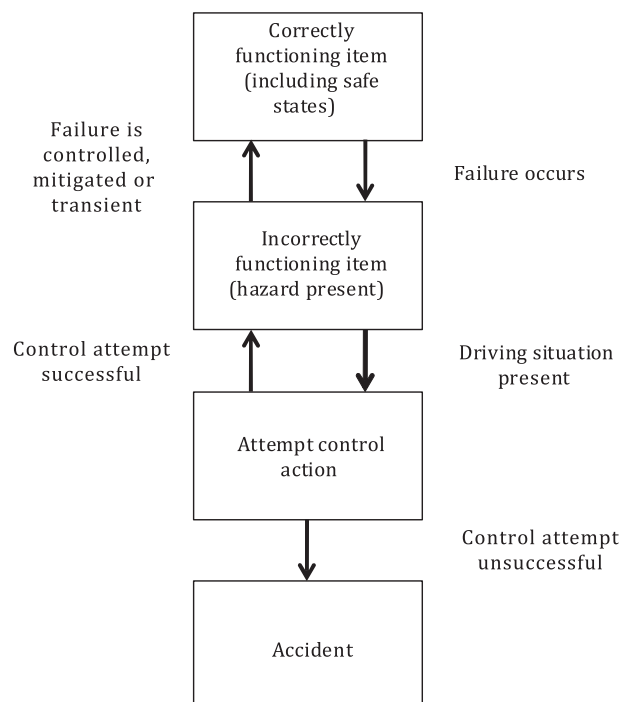 Correctly
functioning item
(including safe
states)
Failure is
controlled,
mitigated or
transient
Failure occurs
Incorrectly
functioning item
(hazard present)
Control attempt
successful
Driving situation
present
Attempt control
action
Control attempt
unsuccessful
Accident